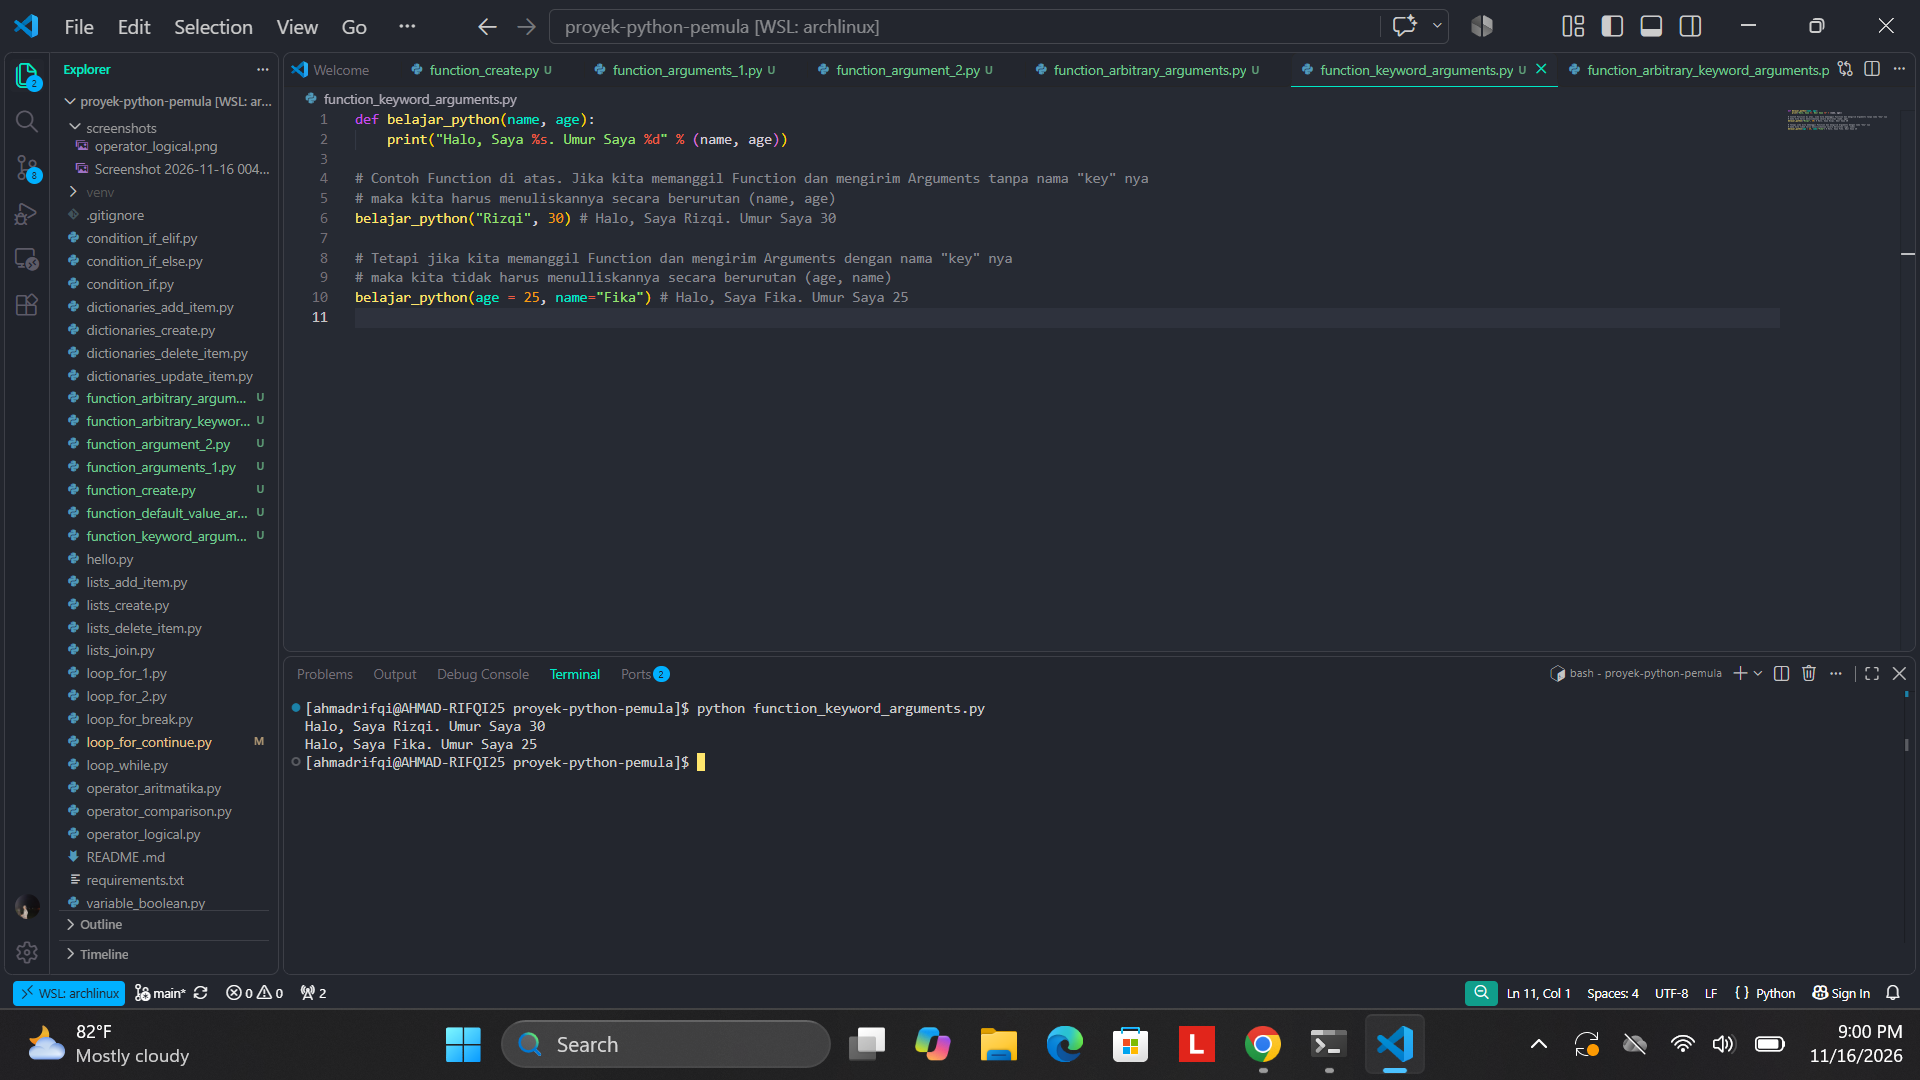 File Edit Selection View Go
proyek-python-pemula [WSL: archlinux]
Explorer
proyek-python-pemula [WSL: ar...
screenshots
operator_logical.png
Screenshot 2026-11-16 004...
venv
.gitignore
condition_if_elif.py
condition_if_else.py
condition_if.py
dictionaries_add_item.py
dictionaries_create.py
dictionaries_delete_item.py
dictionaries_update_item.py
function_arbitrary_argum... U
function_arbitrary_keywor... U
function_argument_2.py U
function_arguments_1.py U
function_create.py U
function_default_value_ar... U
function_keyword_argum... U
hello.py
lists_add_item.py
lists_create.py
lists_delete_item.py
lists_join.py
loop_for_1.py
loop_for_2.py
loop_for_break.py
loop_for_continue.py M
loop_while.py
operator_aritmatika.py
operator_comparison.py
operator_logical.py
README .md
requirements.txt
variable_boolean.py
Outline
Timeline
2
8
Welcome function_create.py U function_arguments_1.py U function_argument_2.py U function_arbitrary_arguments.py U function_keyword_arguments.py U function_arbitrary_keyword_arguments.p
function_keyword_arguments.py
1 def belajar_python(name, age):
2 print("Halo, Saya %s. Umur Saya %d" % (name, age))
3
4 # Contoh Function di atas. Jika kita memanggil Function dan mengirim Arguments tanpa nama "key" nya
5 # maka kita harus menuliskannya secara berurutan (name, age)
6 belajar_python("Rizqi", 30) # Halo, Saya Rizqi. Umur Saya 30
7
8 # Tetapi jika kita memanggil Function dan mengirim Arguments dengan nama "key" nya
9 # maka kita tidak harus menulliskannya secara berurutan (age, name)
10 belajar_python(age = 25, name="Fika") # Halo, Saya Fika. Umur Saya 25
11
Problems Output Debug Console Terminal Ports 2
bash - proyek-python-pemula
[ahmadrifqi@AHMAD-RIFQI25 proyek-python-pemula]$ python function_keyword_arguments.py
Halo, Saya Rizqi. Umur Saya 30
Halo, Saya Fika. Umur Saya 25
[ahmadrifqi@AHMAD-RIFQI25 proyek-python-pemula]$
WSL: archlinux main* 0 0 2
Ln 11, Col 1 Spaces: 4 UTF-8 LF { } Python Sign In
82°F
Mostly cloudy
Search
L
9:00 PM
11/16/2026